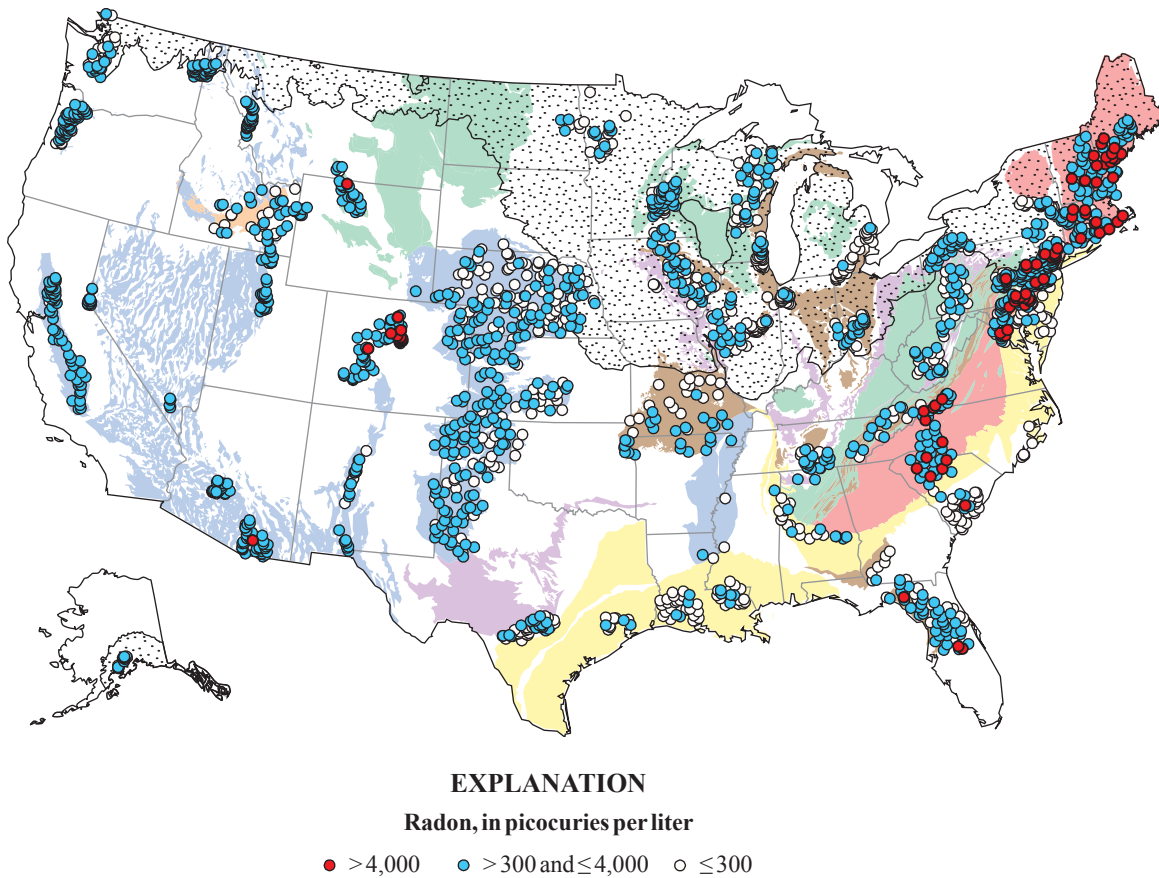 EXPLANATION
Radon, in picocuries per liter
>4,000 >300 and ≤4,000 ≤300